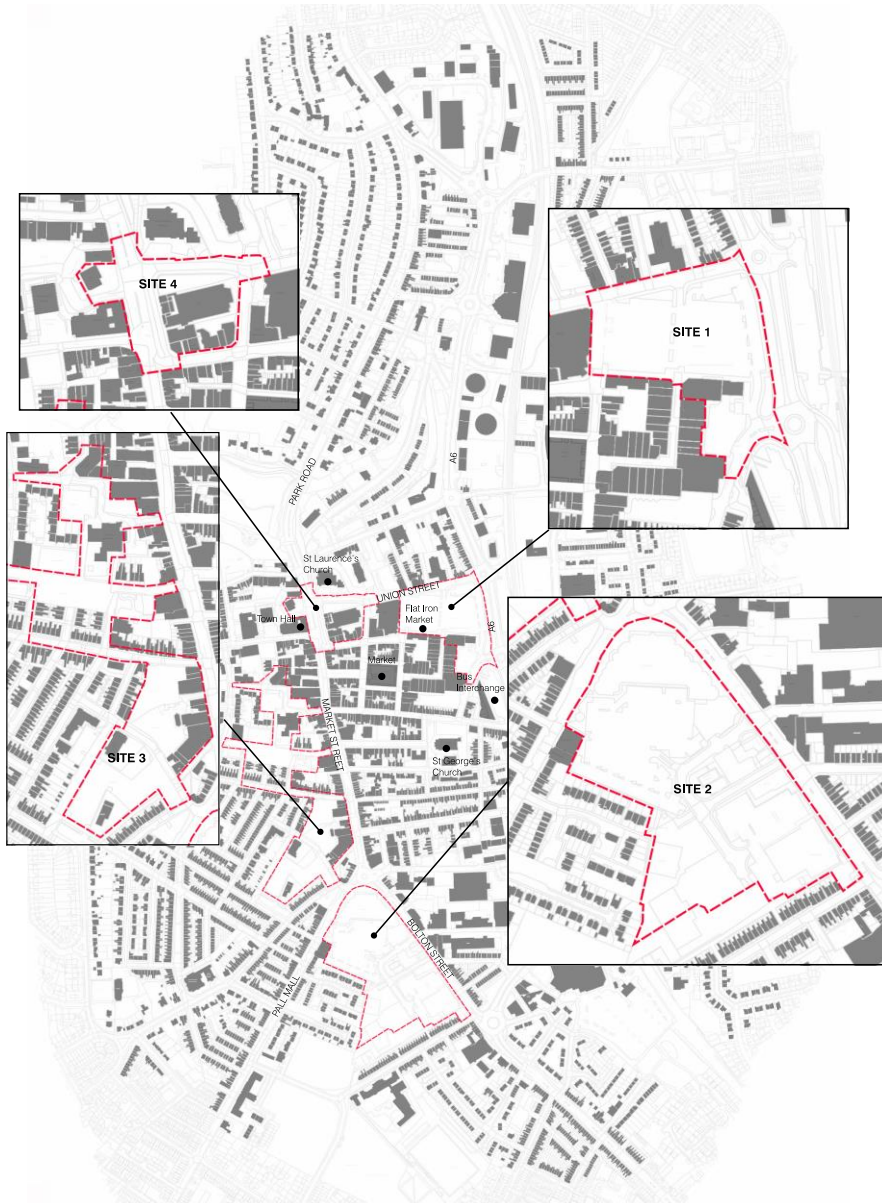 SITE 4
SITE 1
PARK ROAD
A6
St Laurence's
Church
UNION STREET
Flat Iron
Market
Town Hall
A6
Market
Bus
Interchange
MARKET STREET
St George's
Church
SITE 3
SITE 2
BOLTON STREET
PALL MALL